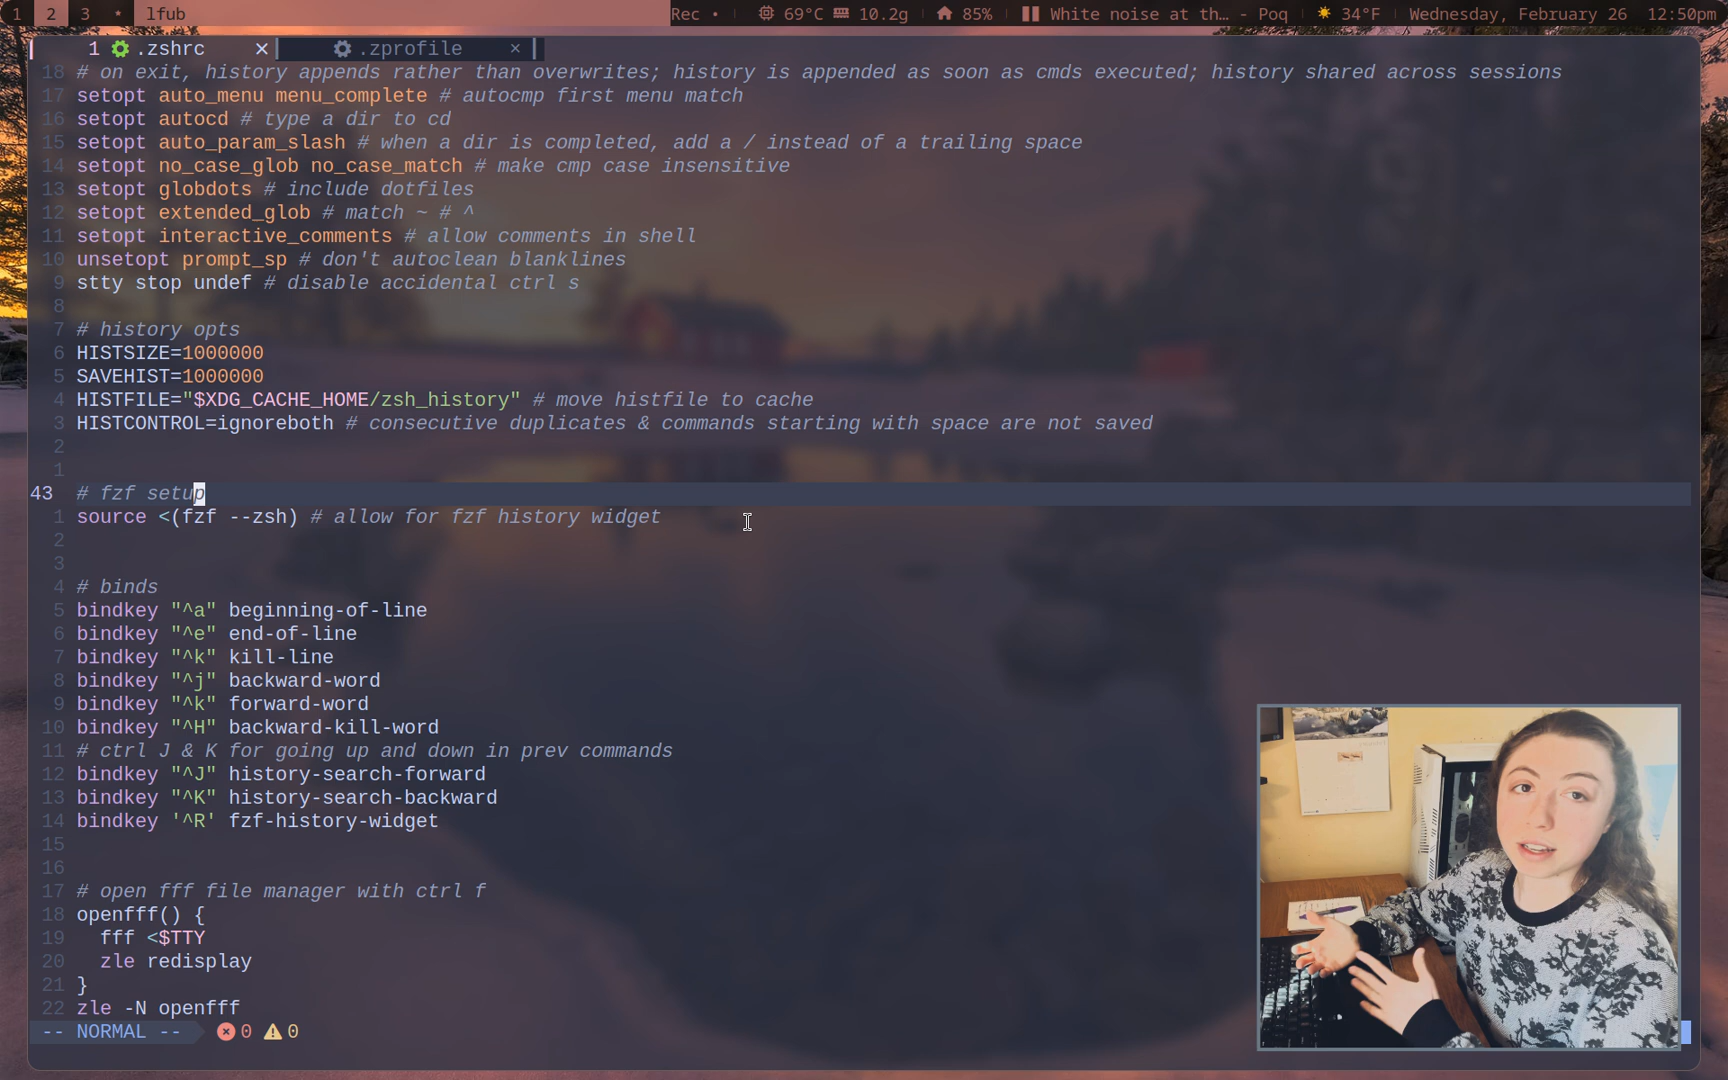 1 2 3 • lfub Rec • 69°C 10.2g 85% White noise at th… - Poq 34°F Wednesday, February 26 12:50pm
1 .zshrc × .zprofile ×
18 # on exit, history appends rather than overwrites; history is appended as soon as cmds executed; history shared across sessions
17 setopt auto_menu menu_complete # autocmp first menu match
16 setopt autocd # type a dir to cd
15 setopt auto_param_slash # when a dir is completed, add a / instead of a trailing space
14 setopt no_case_glob no_case_match # make cmp case insensitive
13 setopt globdots # include dotfiles
12 setopt extended_glob # match ~ # ^
11 setopt interactive_comments # allow comments in shell
10 unsetopt prompt_sp # don't autoclean blanklines
9 stty stop undef # disable accidental ctrl s
8
7 # history opts
6 HISTSIZE=1000000
5 SAVEHIST=1000000
4 HISTFILE="$XDG_CACHE_HOME/zsh_history" # move histfile to cache
3 HISTCONTROL=ignoreboth # consecutive duplicates & commands starting with space are not saved
2
1
43 # fzf setup
1 source <(fzf --zsh) # allow for fzf history widget
2
3
4 # binds
5 bindkey "^a" beginning-of-line
6 bindkey "^e" end-of-line
7 bindkey "^k" kill-line
8 bindkey "^j" backward-word
9 bindkey "^k" forward-word
10 bindkey "^H" backward-kill-word
11 # ctrl J & K for going up and down in prev commands
12 bindkey "^J" history-search-forward
13 bindkey "^K" history-search-backward
14 bindkey '^R' fzf-history-widget
15
16
17 # open fff file manager with ctrl f
18 openfff() {
19 fff <$TTY
20 zle redisplay
21 }
22 zle -N openfff
-- NORMAL -- 0 0